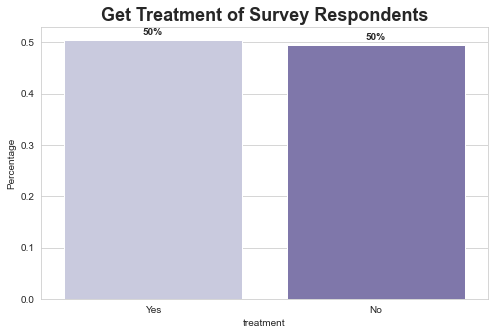 Get Treatment of Survey Respondents
50%
50%
0.5
0.4
0.3
0.2
0.1
0.0
Percentage
Yes
No
treatment